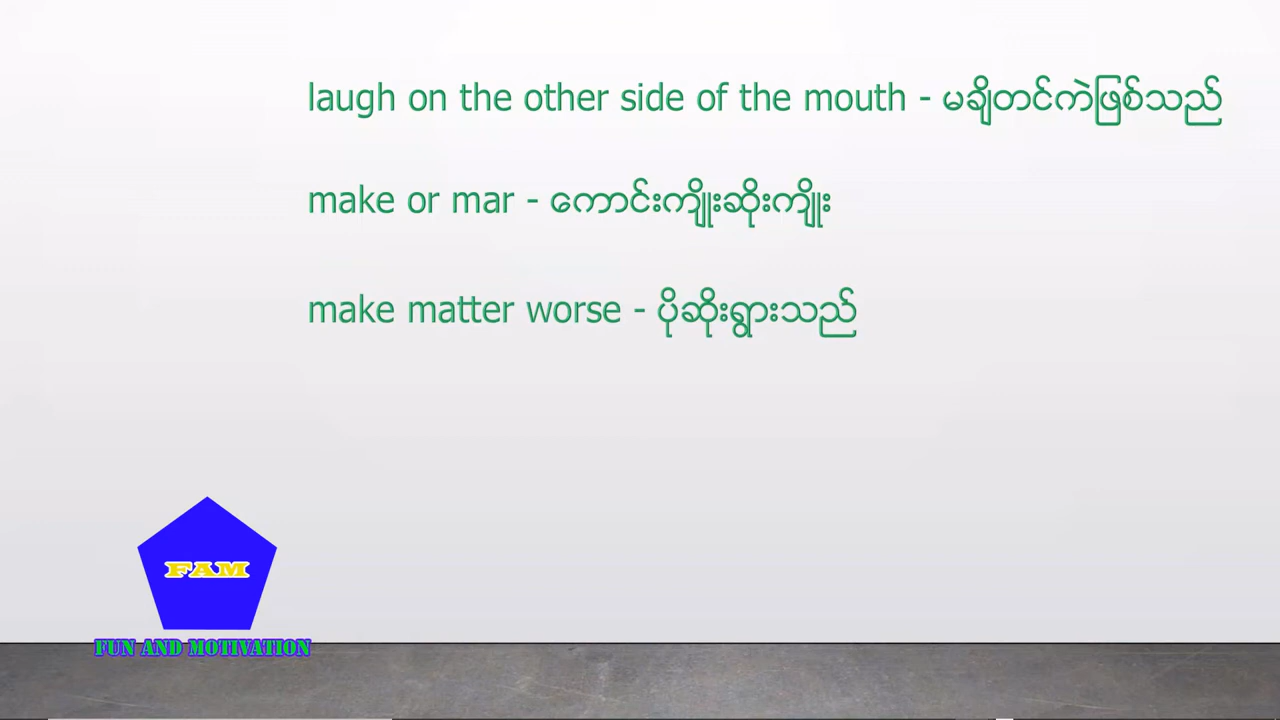 laugh on the other side of the mouth - မချိတင်ကဲဖြစ်သည်
make or mar - ကောင်းကျိုးဆိုးကျိုး
make matter worse - ပိုဆိုးရွားသည်
FAM
FUN AND MOTIVATION